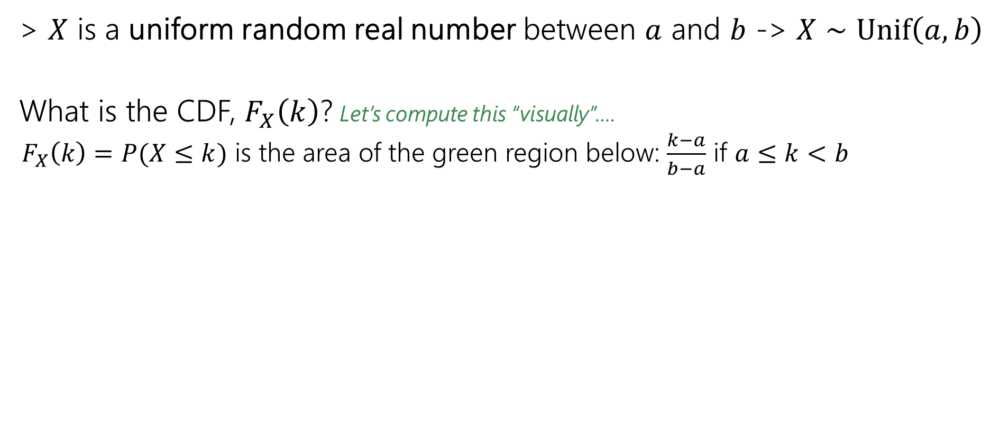 > X is a uniform random real number between a and b -> X ~ Unif(a, b)
What is the CDF, F_X(k)? Let's compute this “visually”....
F_X(k) = P(X ≤ k) is the area of the green region below: \frac{k-a}{b-a} if a ≤ k < b